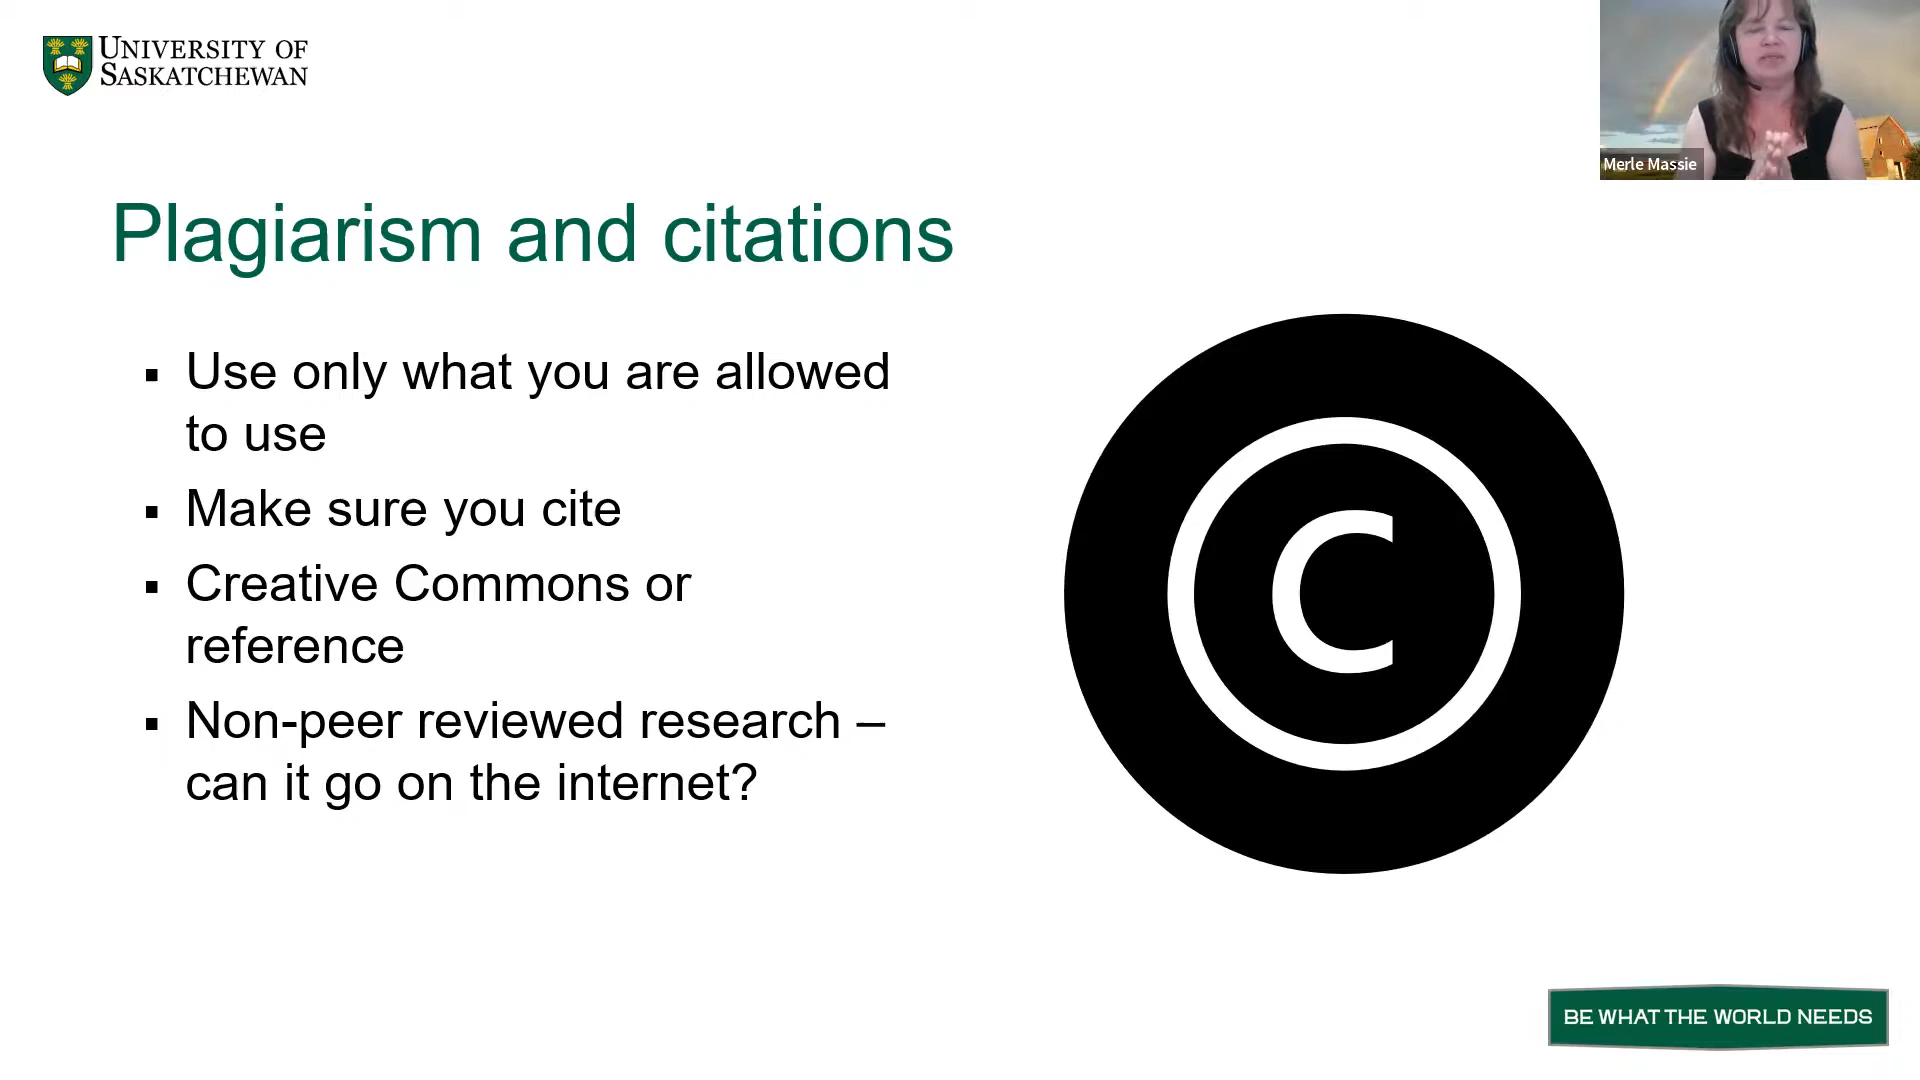 UNIVERSITY OF
SASKATCHEWAN
Merle Massie
Plagiarism and citations
▪ Use only what you are allowed
to use
▪ Make sure you cite
▪ Creative Commons or
reference
▪ Non-peer reviewed research –
can it go on the internet?
C
BE WHAT THE WORLD NEEDS